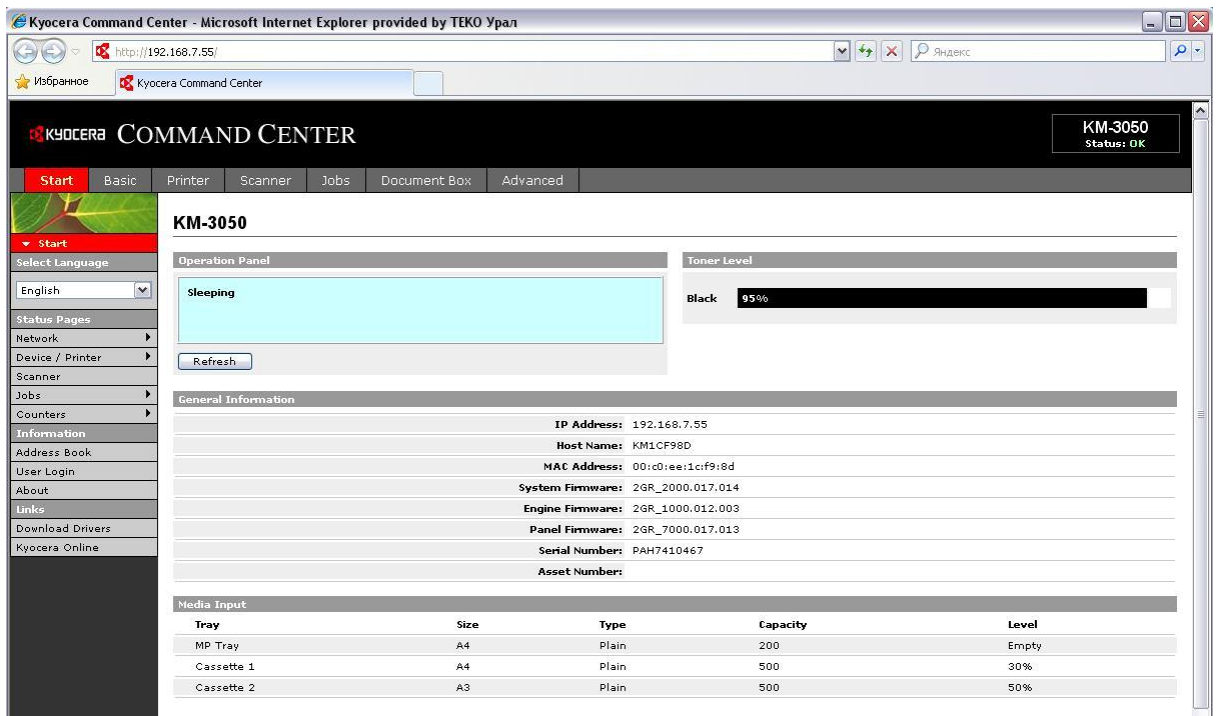 Kyocera Command Center - Microsoft Internet Explorer provided by ТЕКО Урал
http://192.168.7.55/
Яндекс
Избранное
Kyocera Command Center
KYOCERA COMMAND CENTER
KM-3050
Status: OK
Start Basic Printer Scanner Jobs Document Box Advanced
Start
Select Language
English
Status Pages
Network
Device / Printer
Scanner
Jobs
Counters
Information
Address Book
User Login
About
Links
Download Drivers
Kyocera Online
KM-3050
Operation Panel
Sleeping
Refresh
Toner Level
Black 95%
General Information
IP Address: 192.168.7.55
Host Name: KM1CF98D
MAC Address: 00:c0:ee:1c:f9:8d
System Firmware: 2GR_2000.017.014
Engine Firmware: 2GR_1000.012.003
Panel Firmware: 2GR_7000.017.013
Serial Number: PAH7410467
Asset Number:
Media Input
Tray Size Type Capacity Level
MP Tray A4 Plain 200 Empty
Cassette 1 A4 Plain 500 30%
Cassette 2 A3 Plain 500 50%